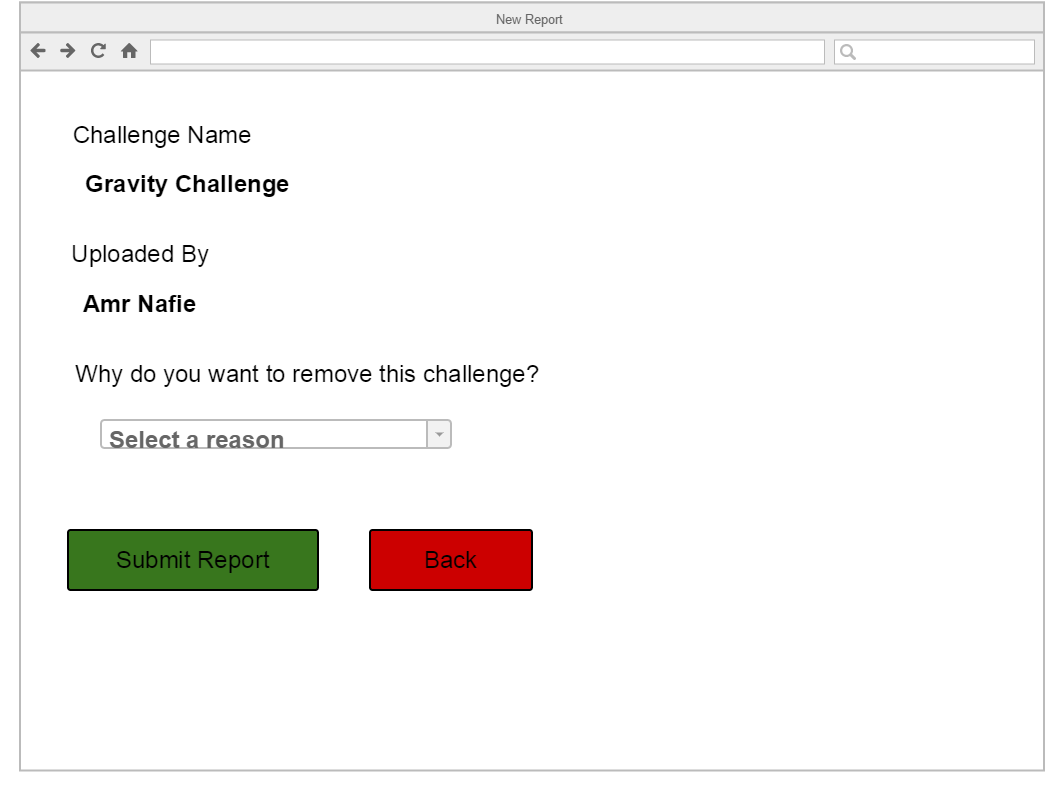 New Report
Challenge Name
Gravity Challenge
Uploaded By
Amr Nafie
Why do you want to remove this challenge?
Select a reason
Submit Report
Back